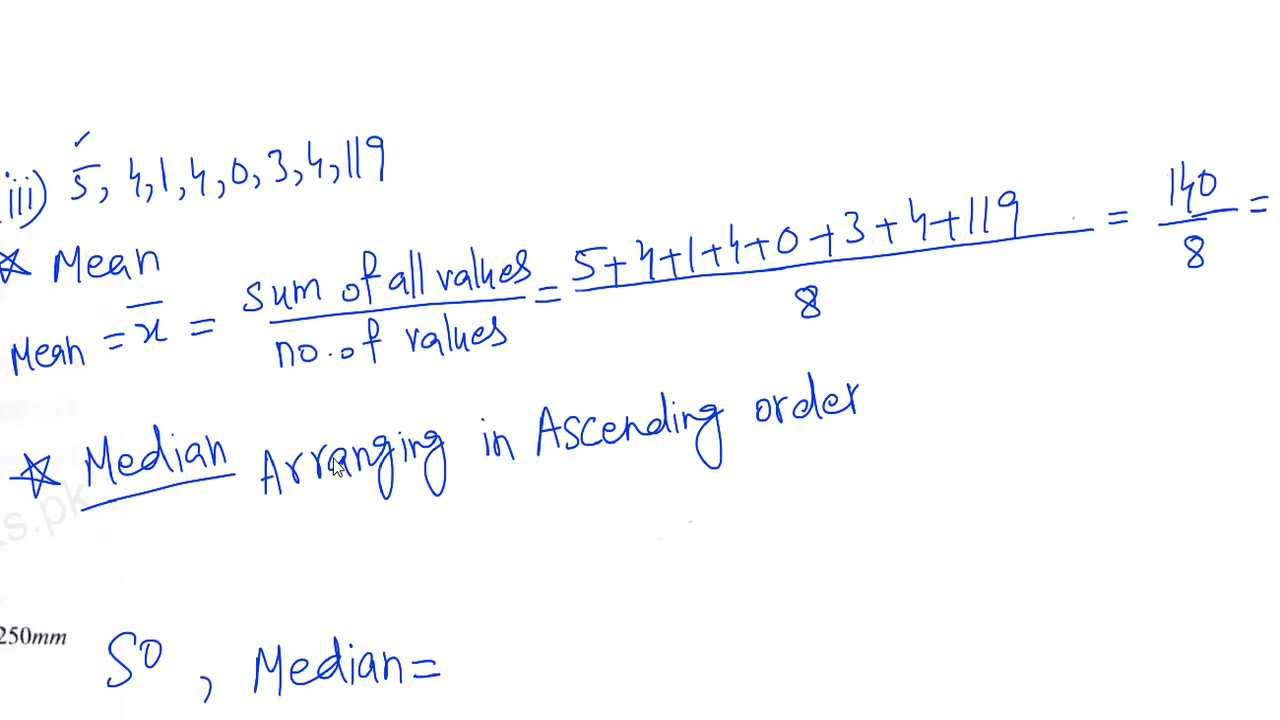 iii) 5, 4, 1, 4, 0, 3, 4, 119
☆ Mean
Mean = x̄ = sum of all values / no. of values = 5+4+1+4+0+3+4+119 / 8 = 140 / 8 =
☆ Median Arranging in Ascending order
s.pk
250mm
So, Median =